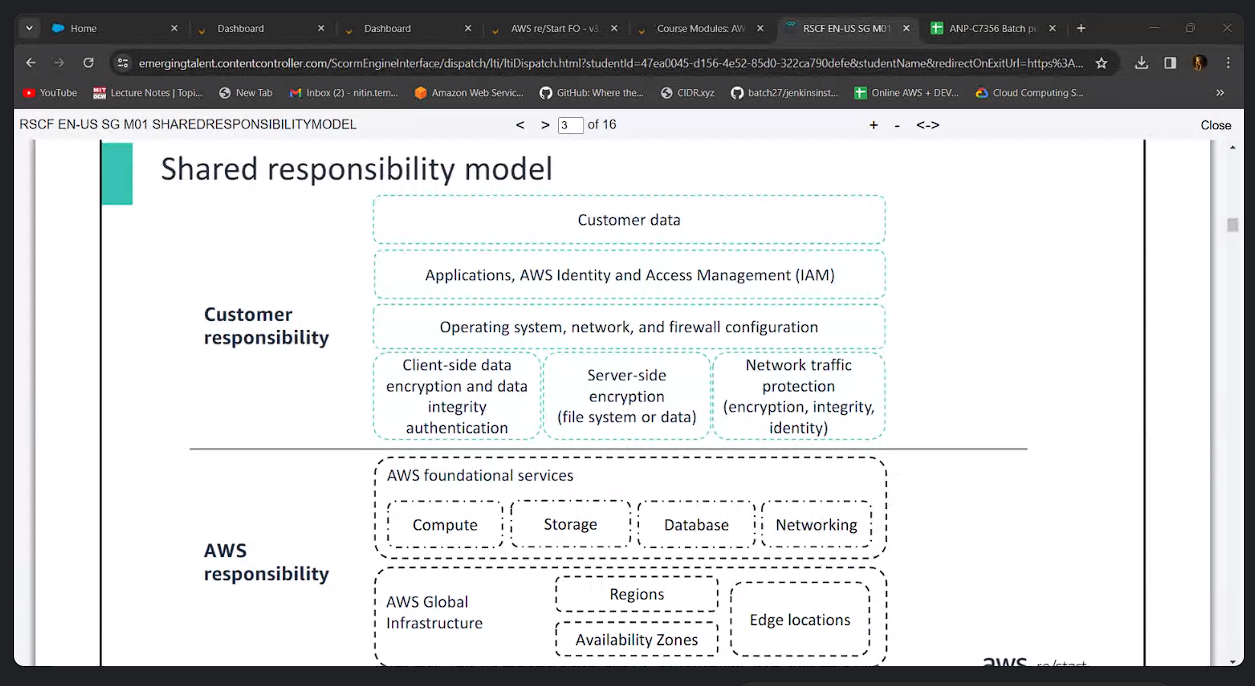 Home
Dashboard
Dashboard
AWS re/Start FO - v3
Course Modules: AW
RSCF EN-US SG M01
ANP-C7356 Batch pe
emergingtalent.contentcontroller.com/ScormEngineInterface/dispatch/lti/ltiDispatch.html?studentId=47ea0045-d156-4e52-85d0-322ca790defe&studentName&redirectOnExitUrl=https%3A...
YouTube
Lecture Notes | Topi...
New Tab
Inbox (2) - nitin.tem...
Amazon Web Servic...
GitHub: Where the...
CIDR.xyz
batch27/jenkinsinst...
Online AWS + DEV...
Cloud Computing S...
»
RSCF EN-US SG M01 SHAREDRESPONSIBILITYMODEL
< > 3 of 16
+ - <->
Close
Shared responsibility model
Customer data
Applications, AWS Identity and Access Management (IAM)
Customer
responsibility
Operating system, network, and firewall configuration
Client-side data
encryption and data
integrity
authentication
Server-side
encryption
(file system or data)
Network traffic
protection
(encryption, integrity,
identity)
AWS foundational services
Compute
Storage
Database
Networking
AWS
responsibility
AWS Global
Infrastructure
Regions
Availability Zones
Edge locations
aws re/start